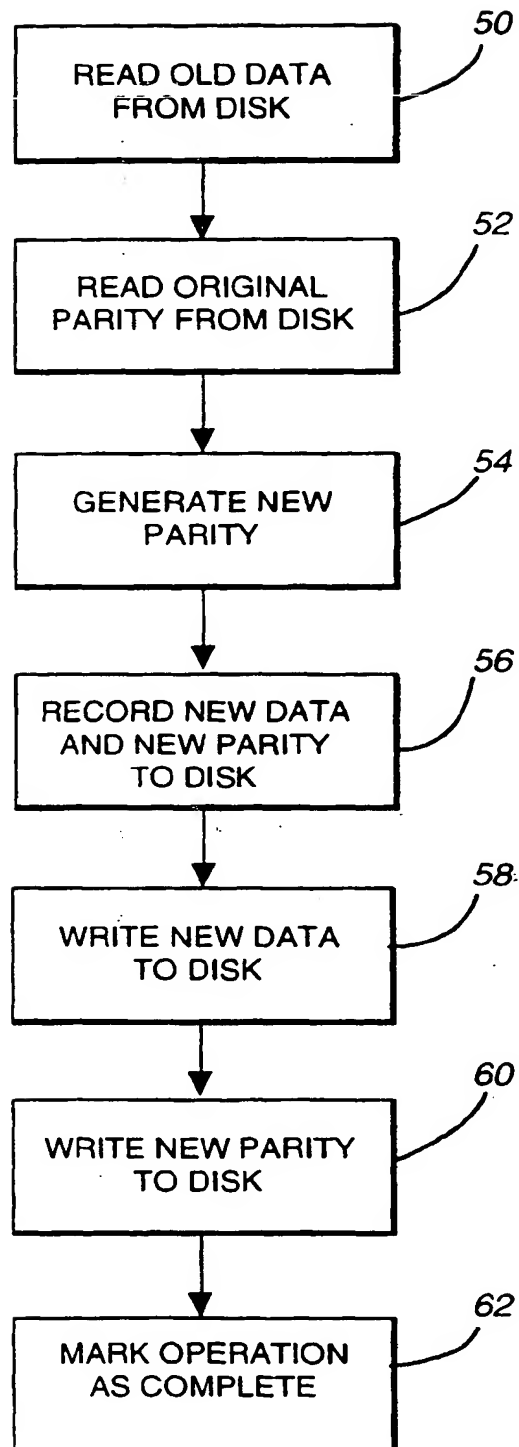 50
READ OLD DATA
FROM DISK
52
READ ORIGINAL
PARITY FROM DISK
54
GENERATE NEW
PARITY
56
RECORD NEW DATA
AND NEW PARITY
TO DISK
58
WRITE NEW DATA
TO DISK
60
WRITE NEW PARITY
TO DISK
62
MARK OPERATION
AS COMPLETE